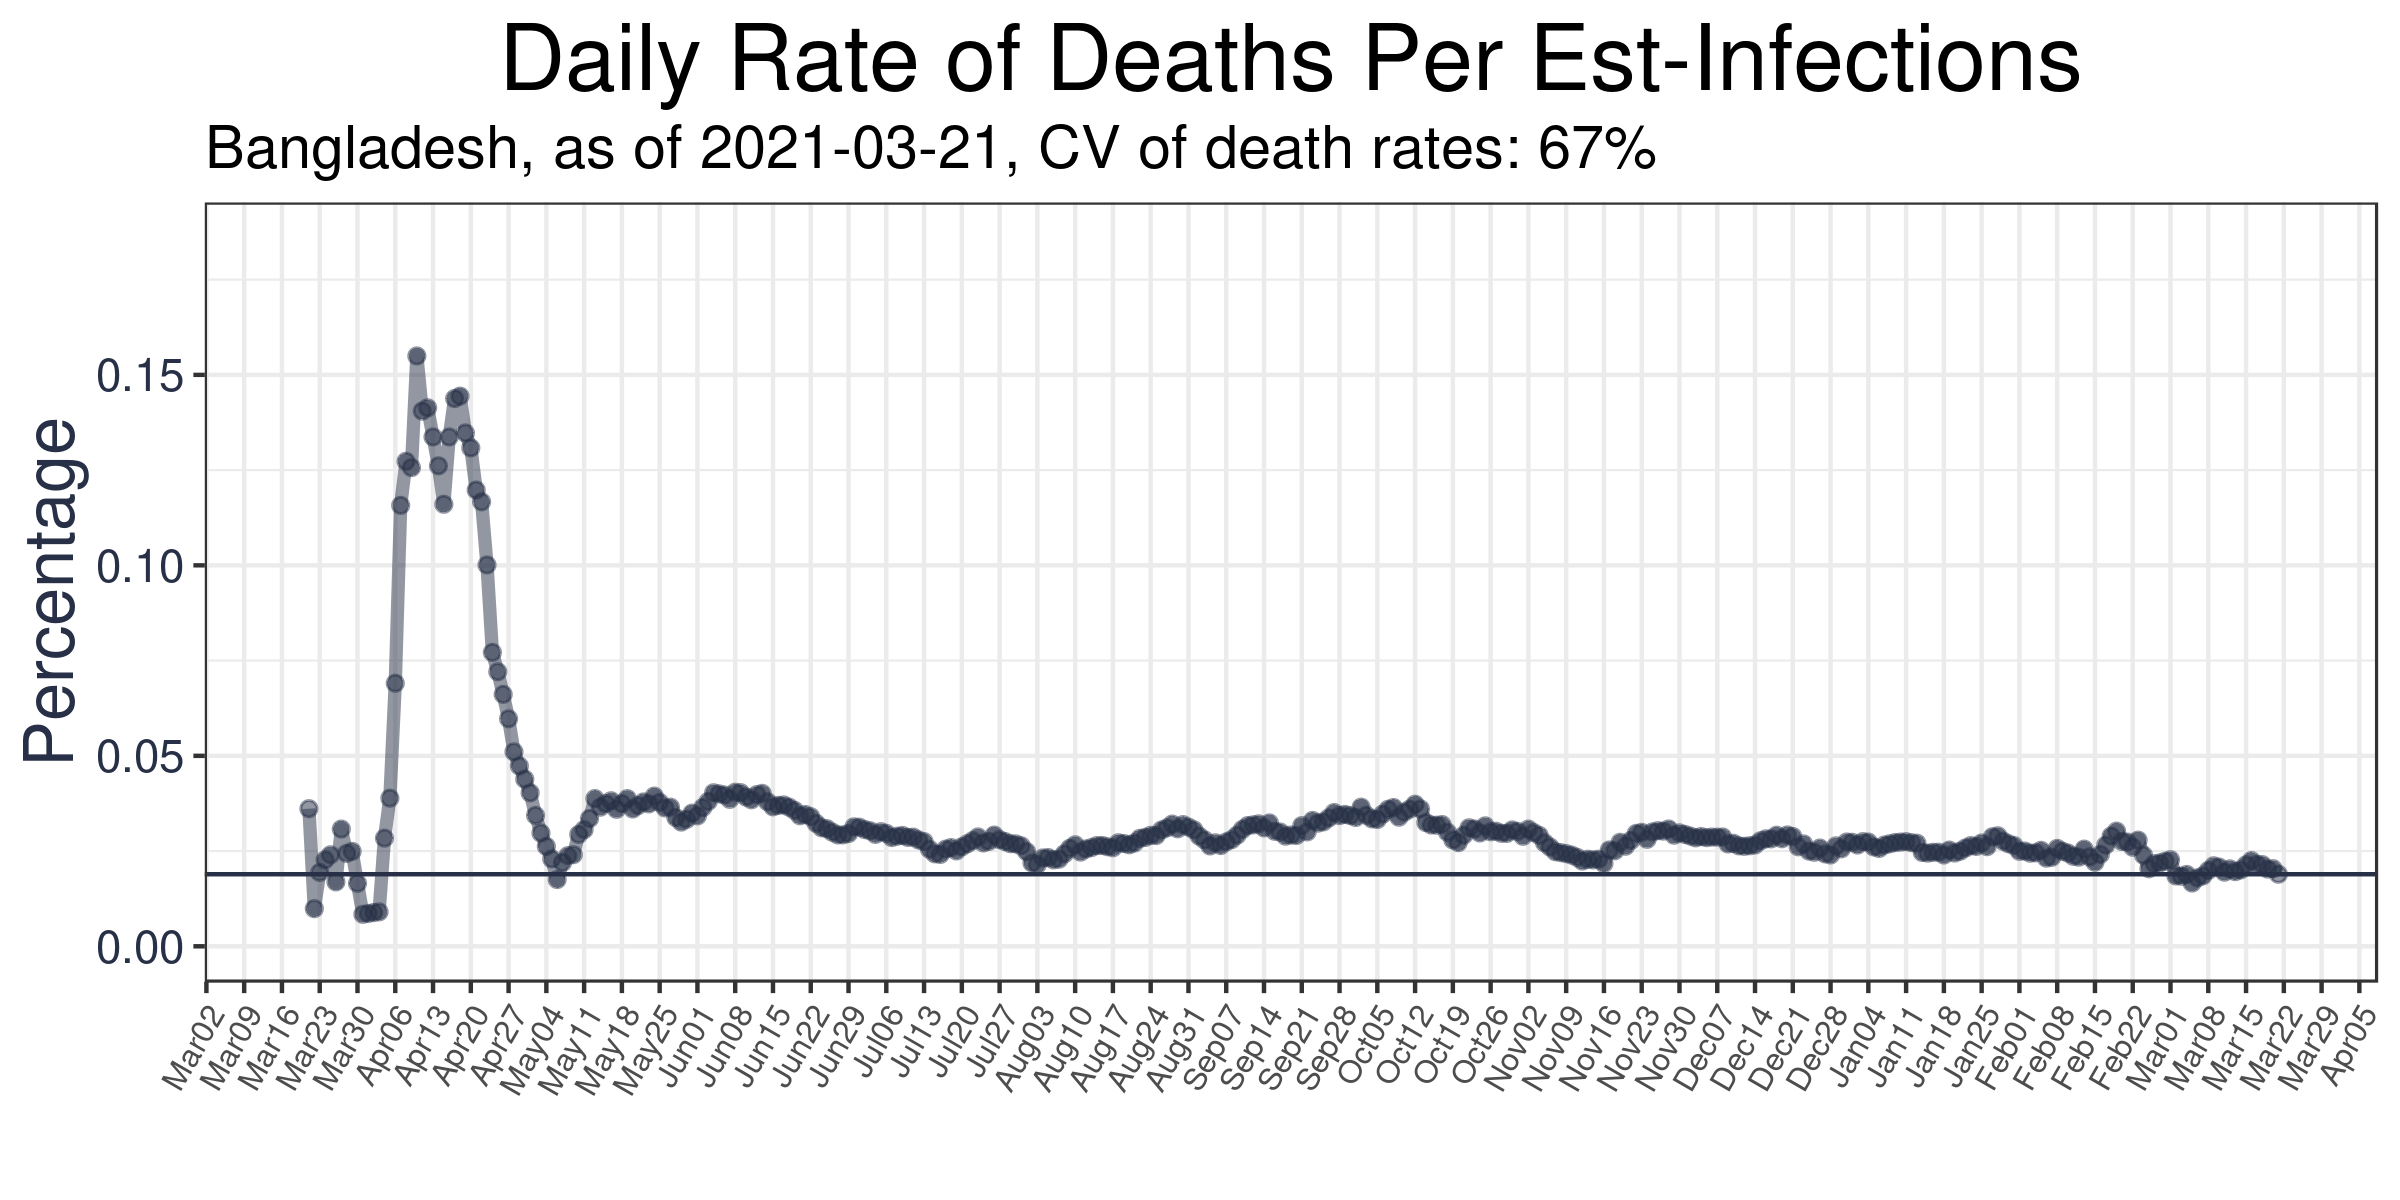 Daily Rate of Deaths Per Est-Infections
Bangladesh, as of 2021-03-21, CV of death rates: 67%
Percentage
0.15
0.10
0.05
0.00
Mar02 Mar09 Mar16 Mar23 Mar30 Apr06 Apr13 Apr20 Apr27 May04 May11 May18 May25 Jun01 Jun08 Jun15 Jun22 Jun29 Jul06 Jul13 Jul20 Jul27 Aug03 Aug10 Aug17 Aug24 Aug31 Sep07 Sep14 Sep21 Sep28 Oct05 Oct12 Oct19 Oct26 Nov02 Nov09 Nov16 Nov23 Nov30 Dec07 Dec14 Dec21 Dec28 Jan04 Jan11 Jan18 Jan25 Feb01 Feb08 Feb15 Feb22 Mar01 Mar08 Mar15 Mar22 Mar29 Apr05